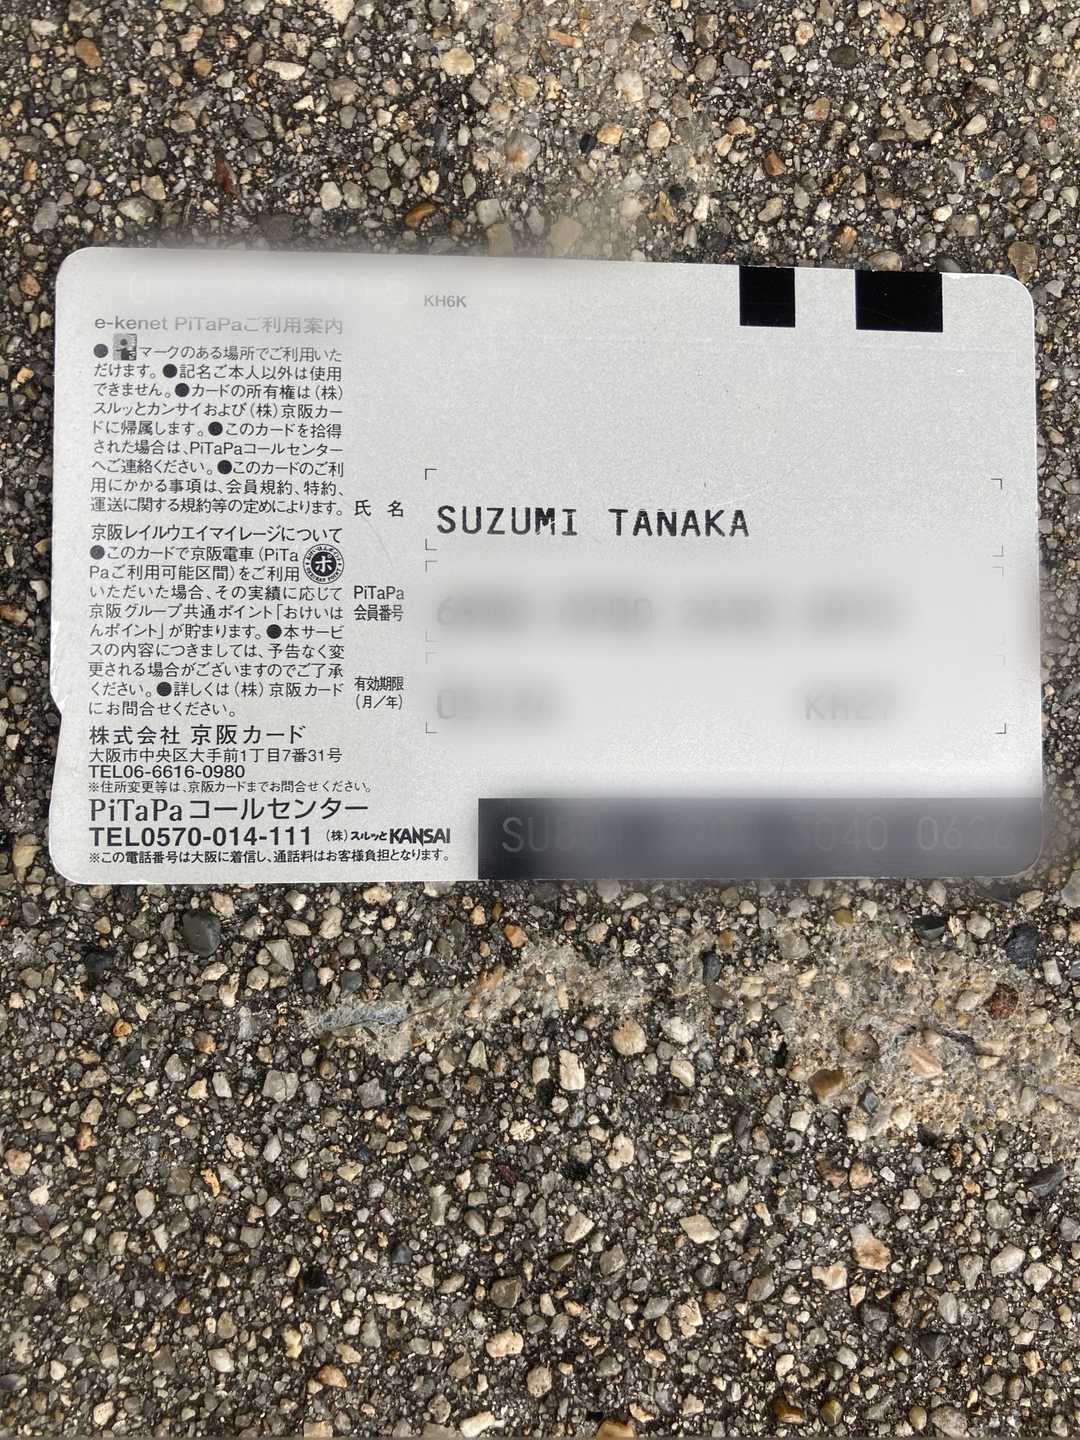 KH6K
e-kenet PiTaPaご利用案内
●マークのある場所でご利用いた
だけます。●記名ご本人以外は使用
できません。●カードの所有権は(株)
スルッとカンサイおよび(株)京阪カー
ドに帰属します。●このカードを拾得
された場合は、PiTaPaコールセンター
へご連絡ください。●このカードのご利
用にかかる事項は、会員規約、特約、
運送に関する規約等の定めによります。
京阪レイルウエイマイレージについて
●このカードで京阪電車(PiTa
Paご利用可能区間)をご利用
いただいた場合、その実績に応じて
京阪グループ共通ポイント「おけいは
んポイント」が貯まります。●本サービ
スの内容につきましては、予告なく変
更される場合がございますのでご了承
ください。●詳しくは(株)京阪カード
にお問合せください。
株式会社 京阪カード
大阪市中央区大手前1丁目7番31号
TEL06-6616-0980
※住所変更等は、京阪カードまでお問合せください。
PiTaPaコールセンター
TEL0570-014-111 (株)スルッとKANSAI
※この電話番号は大阪に着信し、通話料はお客様負担となります。
氏 名
SUZUMI TANAKA
PiTaPa
会員番号
有効期限
(月/年)